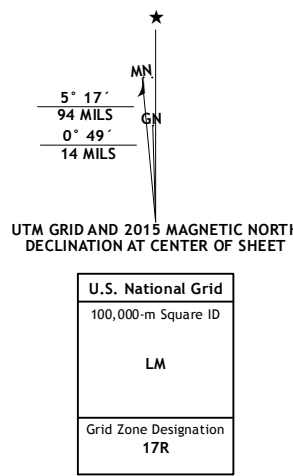 ★
MN
GN
5° 17´
94 MILS
0° 49´
14 MILS
UTM GRID AND 2015 MAGNETIC NORTH
DECLINATION AT CENTER OF SHEET
U.S. National Grid
100,000-m Square ID
LM
Grid Zone Designation
17R